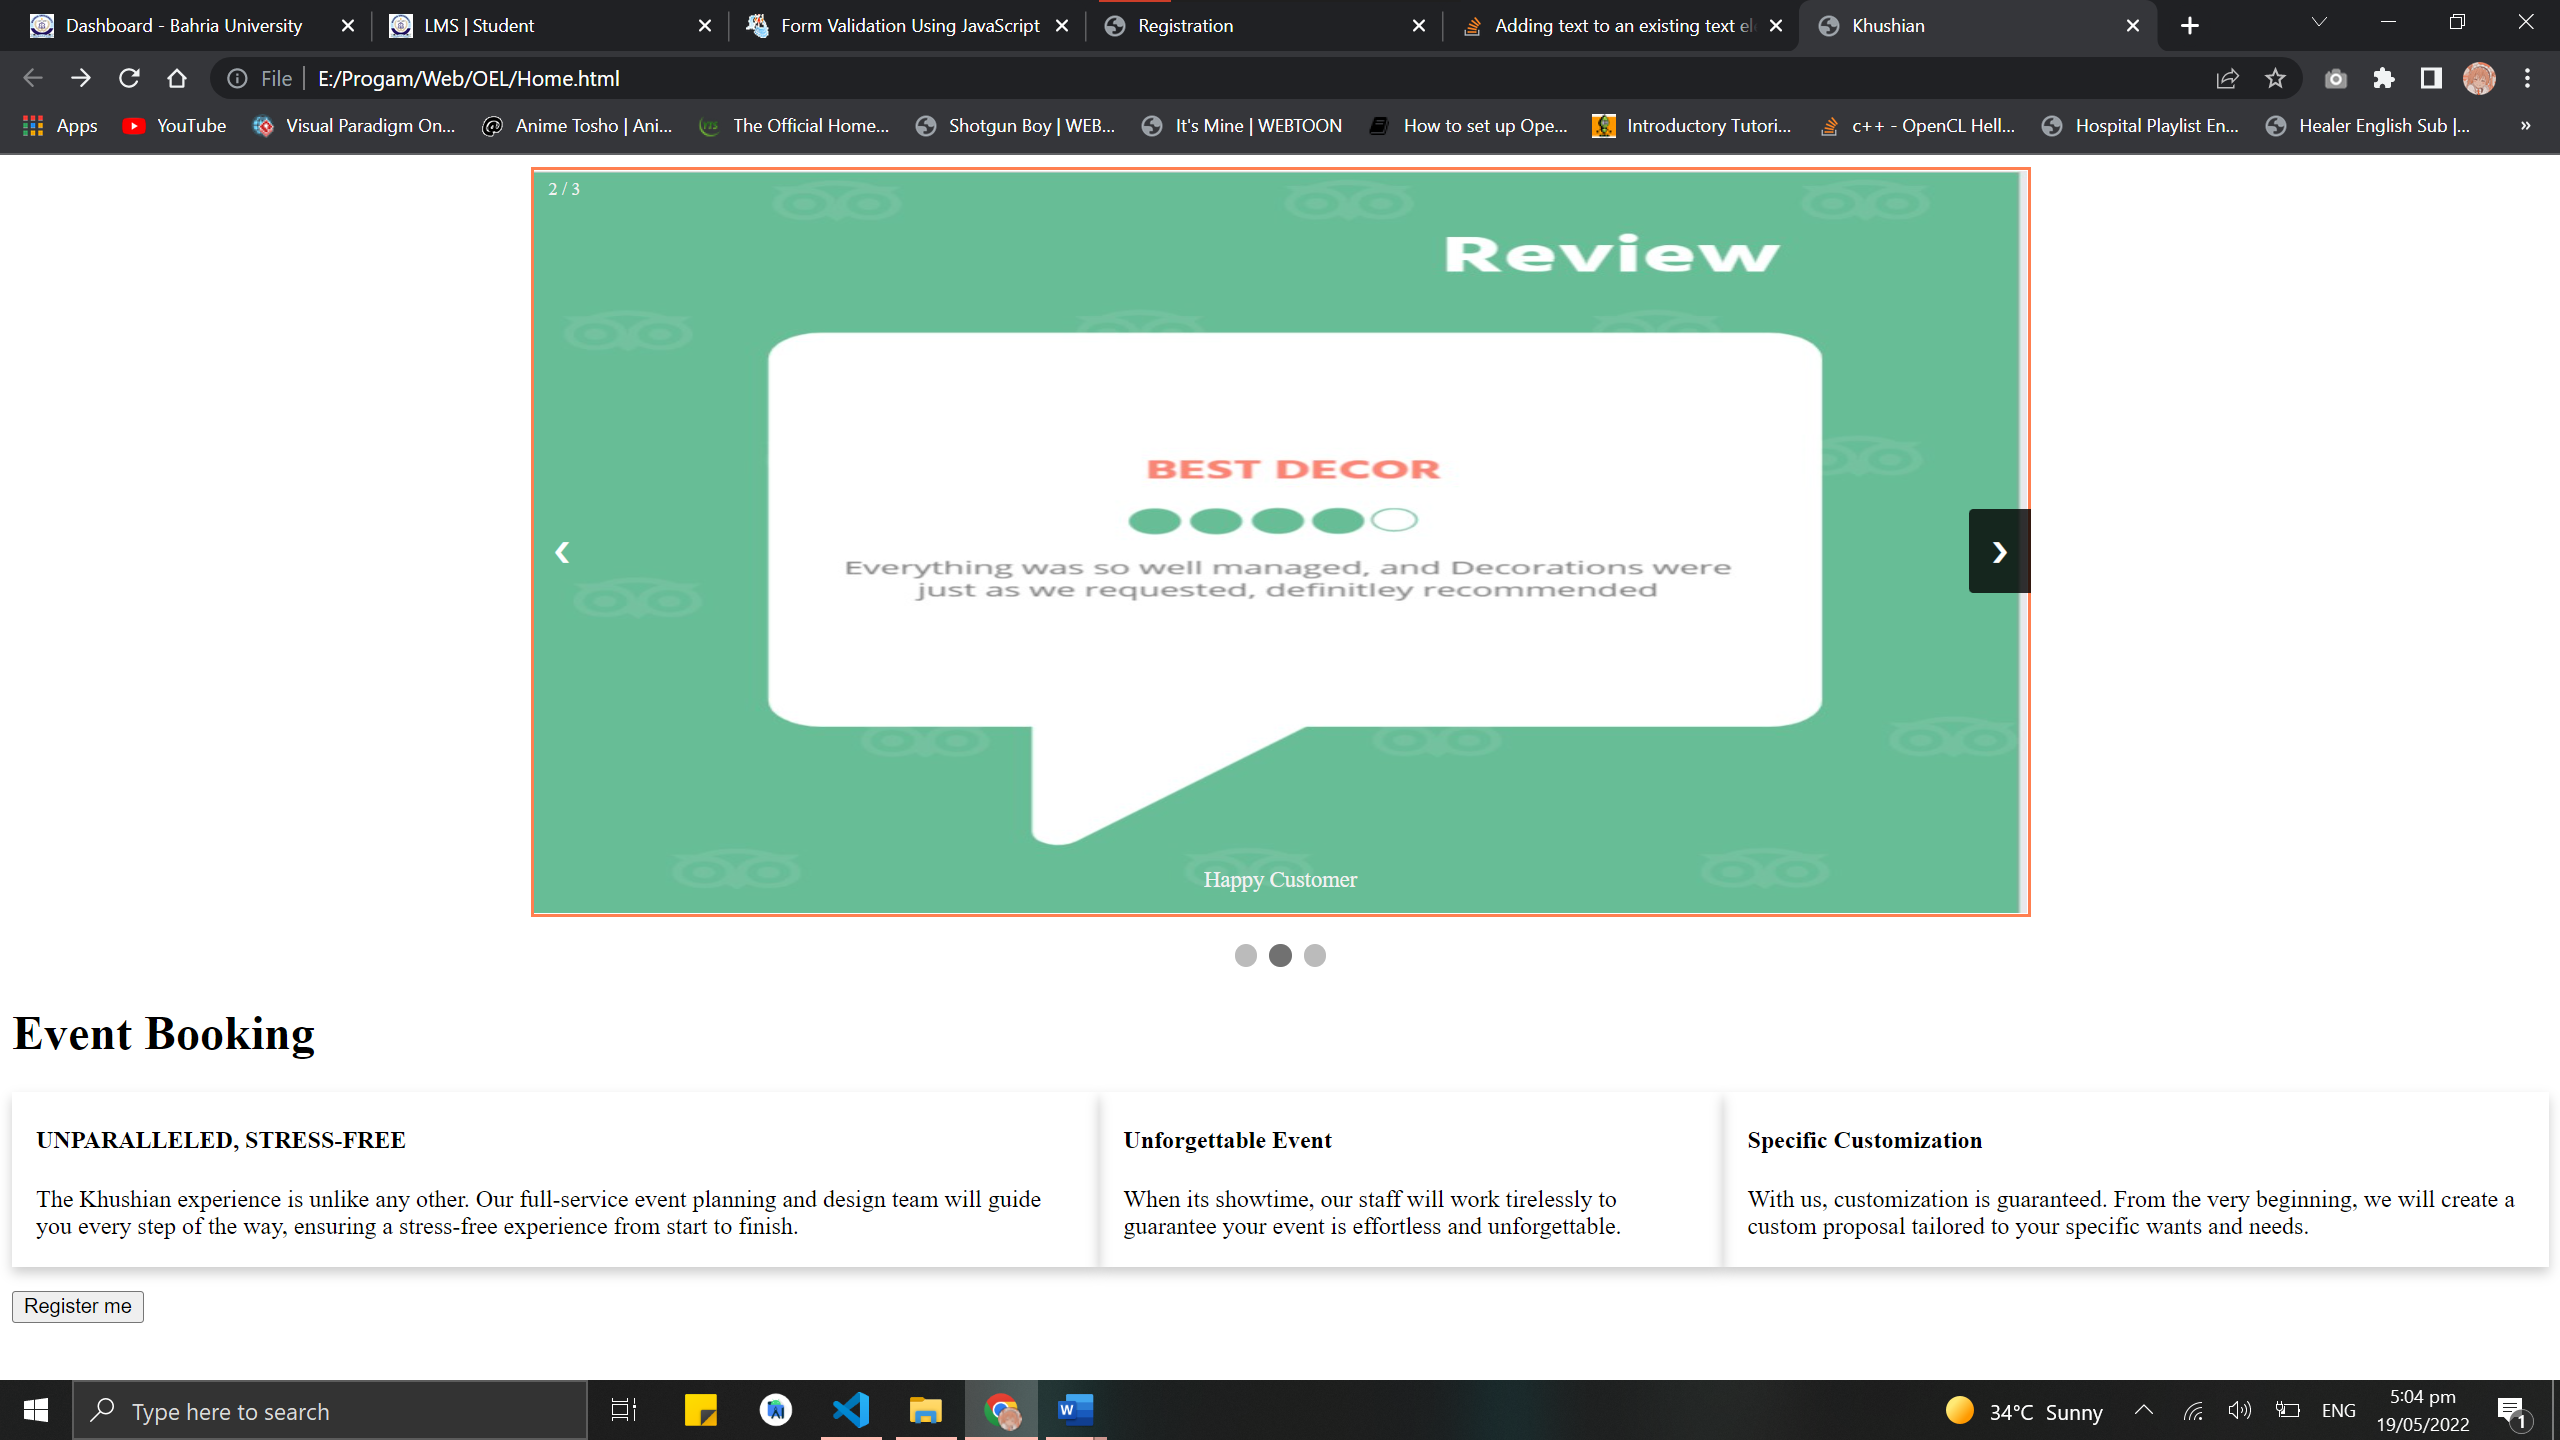 Dashboard - Bahria University
LMS | Student
Form Validation Using JavaScript
Registration
Adding text to an existing text ele
Khushian
File
E:/Progam/Web/OEL/Home.html
Apps
YouTube
Visual Paradigm On...
Anime Tosho | Ani...
The Official Home...
Shotgun Boy | WEB...
It's Mine | WEBTOON
How to set up Ope...
Introductory Tutori...
c++ - OpenCL Hell...
Hospital Playlist En...
Healer English Sub |...
»
2 / 3
Review
BEST DECOR
Everything was so well managed, and Decorations were
just as we requested, definitley recommended
❮
❯
Happy Customer
Event Booking
UNPARALLELED, STRESS-FREE
The Khushian experience is unlike any other. Our full-service event planning and design team will guide
you every step of the way, ensuring a stress-free experience from start to finish.
Unforgettable Event
When its showtime, our staff will work tirelessly to
guarantee your event is effortless and unforgettable.
Specific Customization
With us, customization is guaranteed. From the very beginning, we will create a
custom proposal tailored to your specific wants and needs.
Register me
Type here to search
34°C Sunny
ENG
5:04 pm
19/05/2022
1